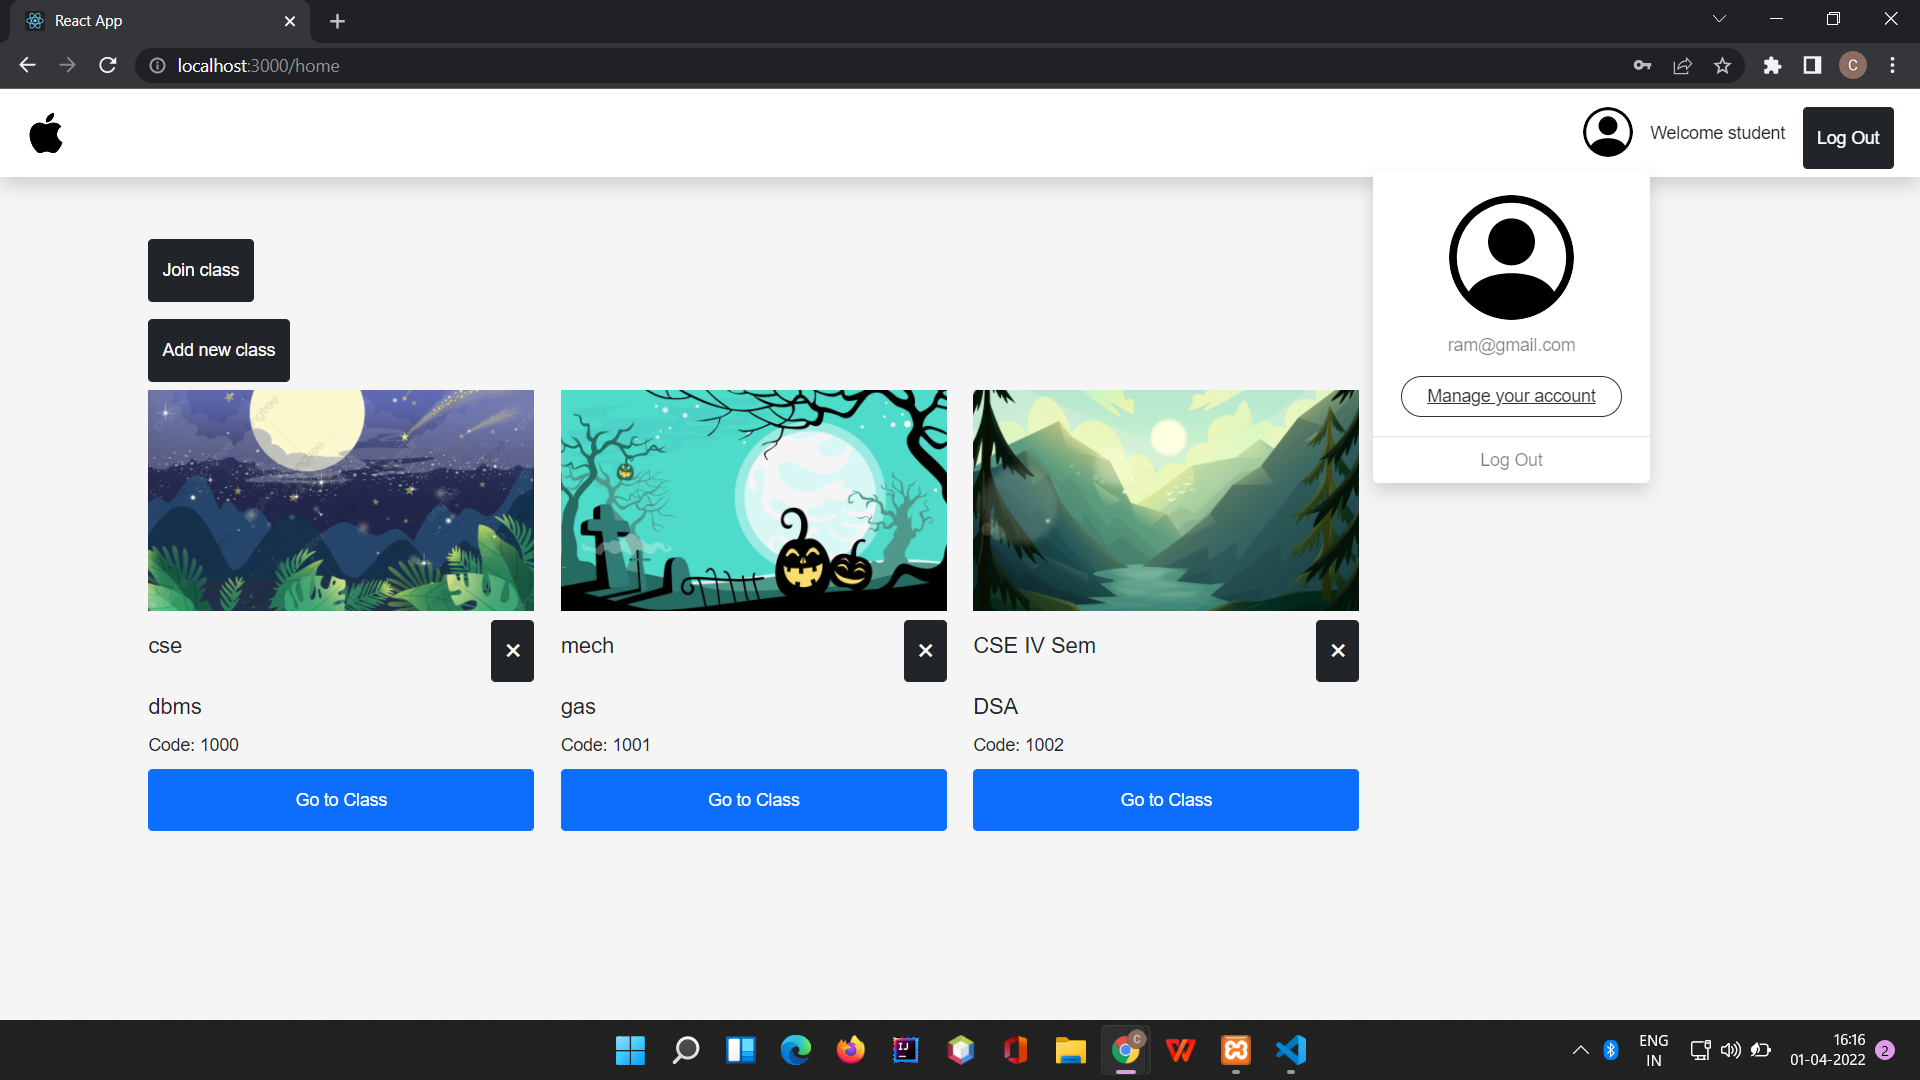 React App
localhost:3000/home
C
Welcome student
Log Out
Join class
Add new class
ram@gmail.com
Manage your account
Log Out
cse
mech
CSE IV Sem
dbms
gas
DSA
Code: 1000
Code: 1001
Code: 1002
Go to Class
Go to Class
Go to Class
IJ
C
ENG
IN
16:16
01-04-2022
2